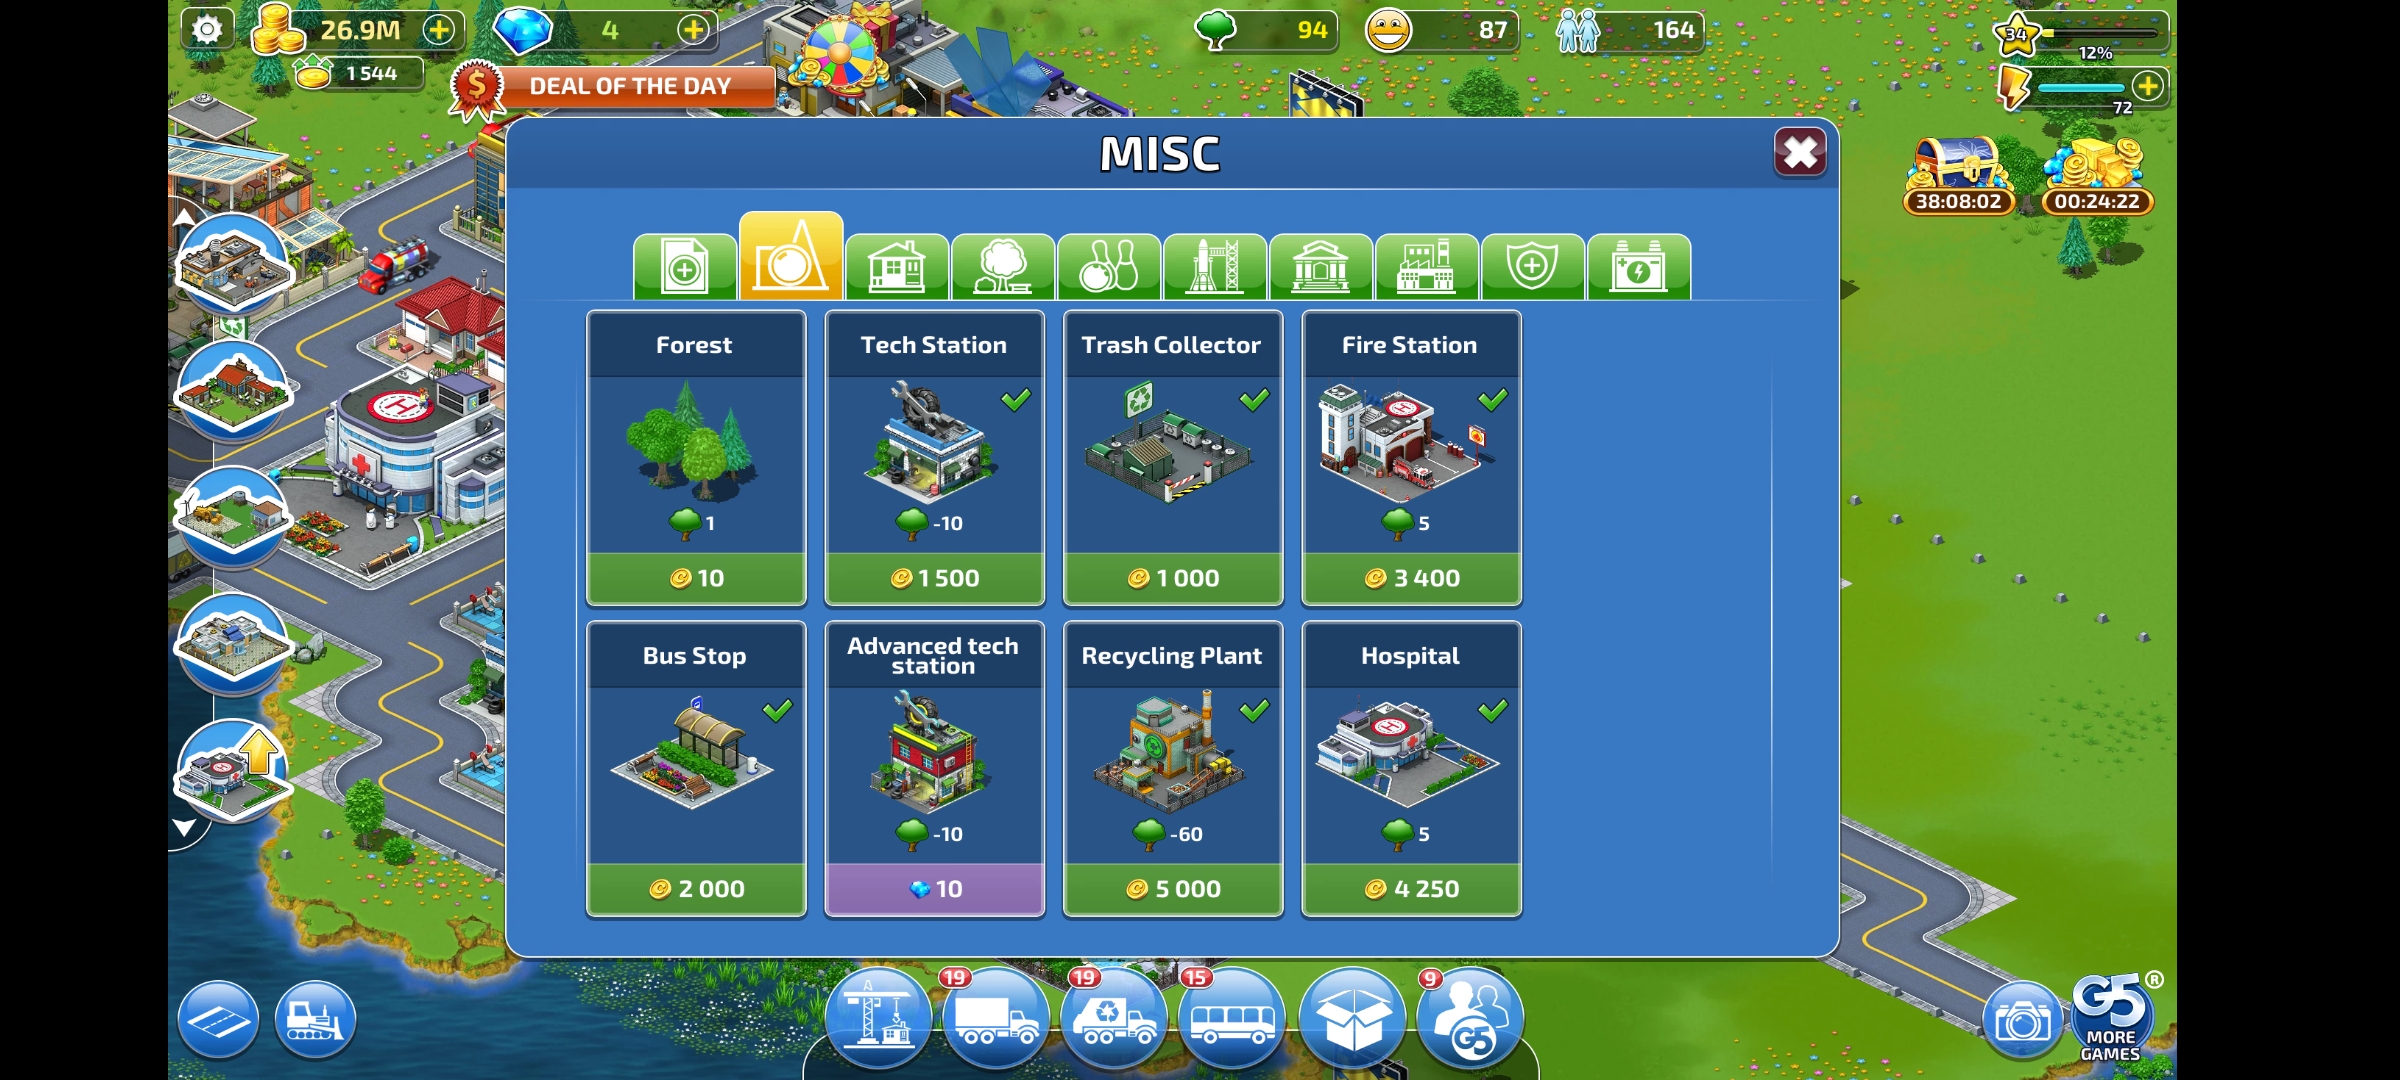 26.9M
4
94
87
164
34
12%
1 544
DEAL OF THE DAY
72
MISC
38:08:02
00:24:22
Forest
Tech Station
Trash Collector
Fire Station
1
-10
5
10
1 500
1 000
3 400
Bus Stop
Advanced tech
station
Recycling Plant
Hospital
-10
-60
5
2 000
10
5 000
4 250
19
19
15
9
G5
G5®
MORE
GAMES